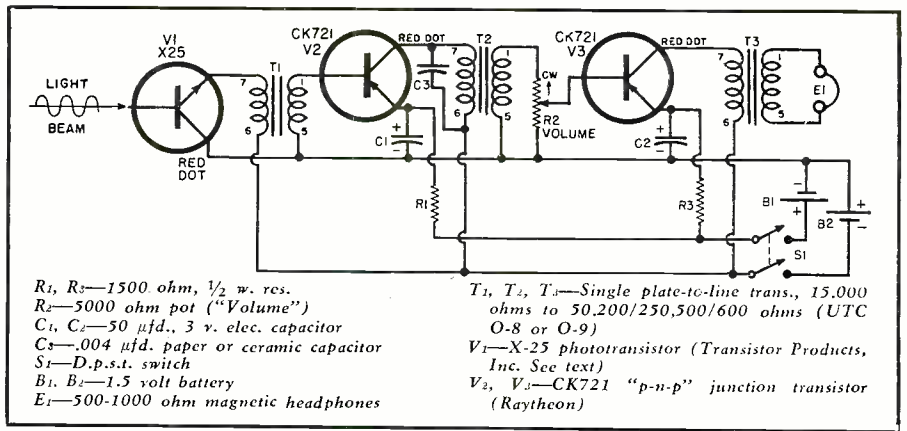 V1
X25
LIGHT
BEAM
RED
DOT
7
T1
1
6
5
CK721
V2
RED DOT
C3
+
C1
-
R1
7
T2
1
6
5
CW
R2
VOLUME
CK721
V3
RED DOT
+
C2
-
R3
7
T3
1
6
5
E1
-
B1
+
+
B2
-
S1
R1, R3—1500 ohm, 1/2 w. res.
R2—5000 ohm pot ("Volume")
C1, C2—50 μfd., 3 v. elec. capacitor
C3—.004 μfd. paper or ceramic capacitor
S1—D.p.s.t. switch
B1, B2—1.5 volt battery
E1—500-1000 ohm magnetic headphones
T1, T2, T3—Single plate-to-line trans., 15.000
ohms to 50,200/250,500/600 ohms (UTC
O-8 or O-9)
V1—X-25 phototransistor (Transistor Products,
Inc. See text)
V2, V3—CK721 "p-n-p" junction transistor
(Raytheon)